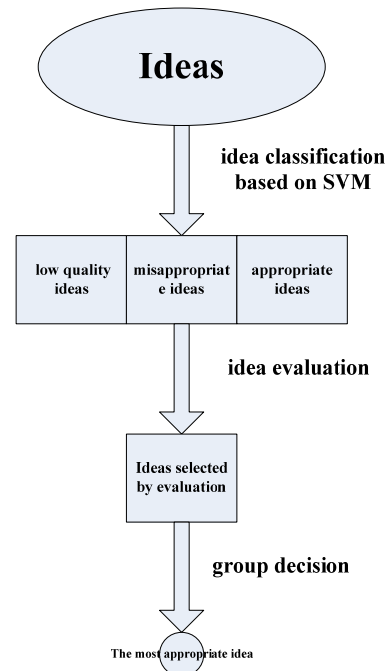 Ideas
idea classification
based on SVM
low quality
ideas
misappropriat
e ideas
appropriate
ideas
idea evaluation
Ideas selected
by evaluation
group decision
The most appropriate idea